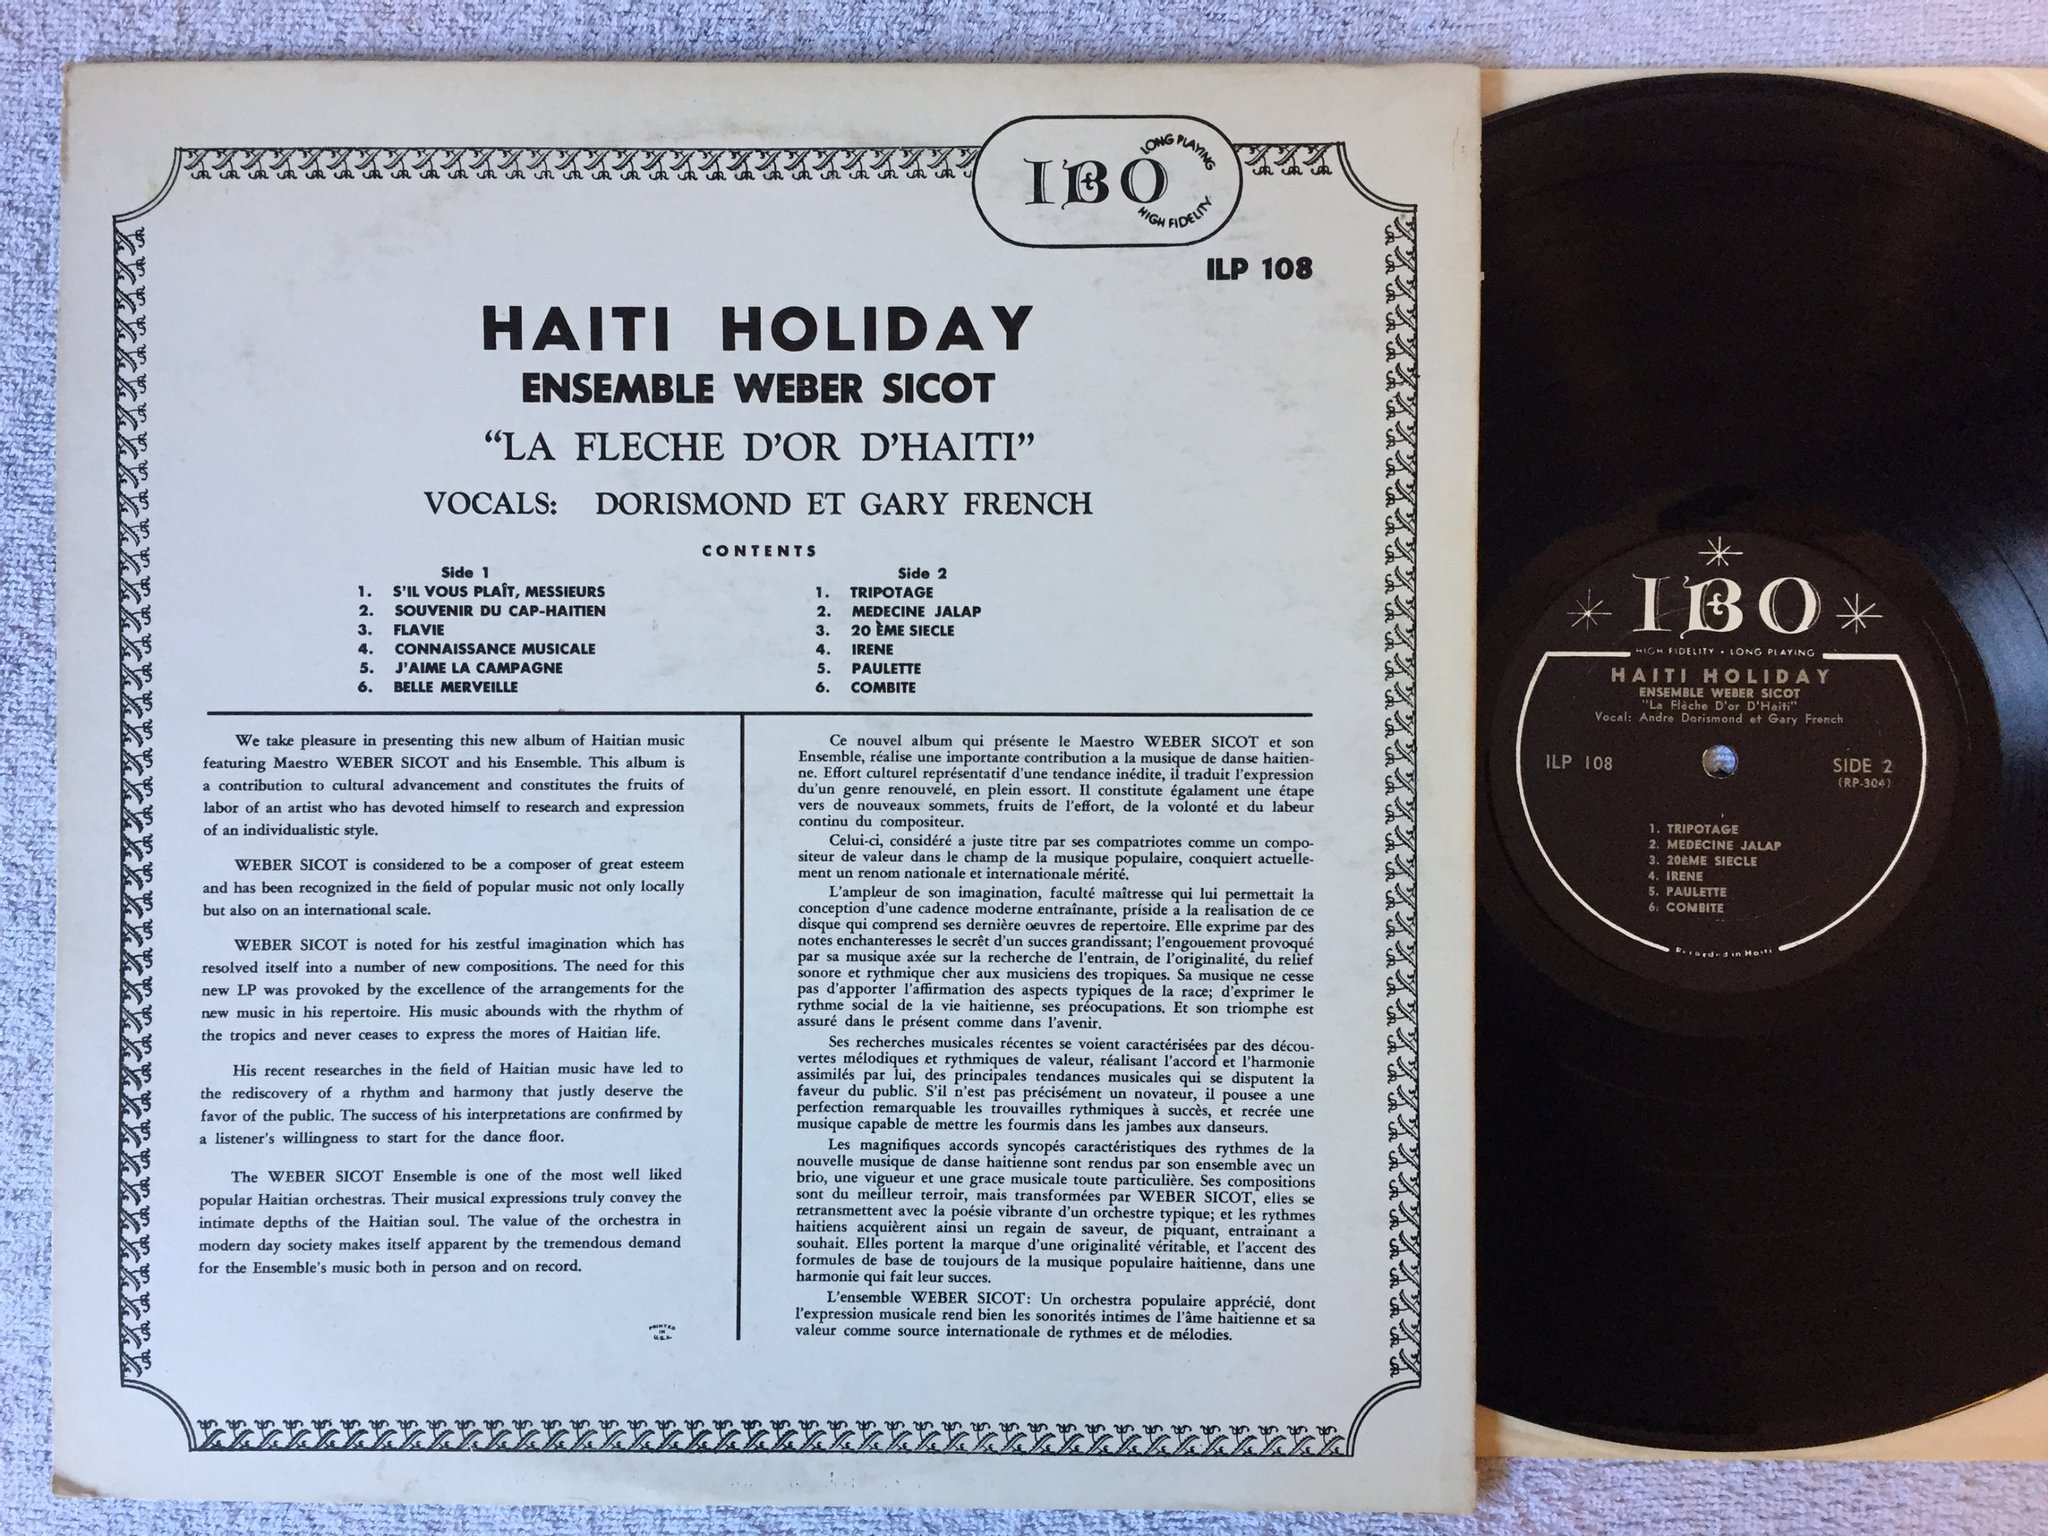 IBO
LONG PLAYING
HIGH FIDELITY
ILP 108
HAITI HOLIDAY
ENSEMBLE WEBER SICOT
"LA FLECHE D'OR D'HAITI"
VOCALS: DORISMOND ET GARY FRENCH
CONTENTS
Side 1
1. S'IL VOUS PLAÎT, MESSIEURS
2. SOUVENIR DU CAP-HAITIEN
3. FLAVIE
4. CONNAISSANCE MUSICALE
5. J'AIME LA CAMPAGNE
6. BELLE MERVEILLE
Side 2
1. TRIPOTAGE
2. MEDECINE JALAP
3. 20 ÈME SIECLE
4. IRENE
5. PAULETTE
6. COMBITE
We take pleasure in presenting this new album of Haitian music
featuring Maestro WEBER SICOT and his Ensemble. This album is
a contribution to cultural advancement and constitutes the fruits of
labor of an artist who has devoted himself to research and expression
of an individualistic style.
WEBER SICOT is considered to be a composer of great esteem
and has been recognized in the field of popular music not only locally
but also on an international scale.
WEBER SICOT is noted for his zestful imagination which has
resolved itself into a number of new compositions. The need for this
new LP was provoked by the excellence of the arrangements for the
new music in his repertoire. His music abounds with the rhythm of
the tropics and never ceases to express the mores of Haitian life.
His recent researches in the field of Haitian music have led to
the rediscovery of a rhythm and harmony that justly deserve the
favor of the public. The success of his interpretations are confirmed by
a listener's willingness to start for the dance floor.
The WEBER SICOT Ensemble is one of the most well liked
popular Haitian orchestras. Their musical expressions truly convey the
intimate depths of the Haitian soul. The value of the orchestra in
modern day society makes itself apparent by the tremendous demand
for the Ensemble's music both in person and on record.
PRINTED
IN
U.S.A.
Ce nouvel album qui présente le Maestro WEBER SICOT et son
Ensemble, réalise une importante contribution a la musique de danse haitien-
ne. Effort culturel représentatif d'une tendance inédite, il traduit l'expression
du'un genre renouvelé, en plein essort. Il constitute égalament une étape
vers de nouveaux sommets, fruits de l'effort, de la volonté et du labeur
continu du compositeur.
Celui-ci, considéré a juste titre par ses compatriotes comme un compo-
siteur de valeur dans le champ de la musique populaire, conquiert actuelle-
ment un renom nationale et internationale mérité.
L'ampleur de son imagination, faculté maîtresse qui lui permettait la
conception d'une cadence moderne entraînante, príside a la realisation de ce
disque qui comprend ses dernière oeuvres de repertoire. Elle exprime par des
notes enchanteresses le secrêt d'un succes grandissant; l'engouement provoqué
par sa musique axée sur la recherche de l'entrain, de l'originalité, du relief
sonore et rythmique cher aux musiciens des tropiques. Sa musique ne cesse
pas d'apporter l'affirmation des aspects typiques de la race; d'exprimer le
rythme social de la vie haitienne, ses préocupations. Et son triomphe est
assuré dans le présent comme dans l'avenir.
Ses recherches musicales récentes se voient caractérisées par des décou-
vertes mélodiques et rythmiques de valeur, réalisant l'accord et l'harmonie
assimilés par lui, des principales tendances musicales qui se disputent la
faveur du public. S'il n'est pas précisément un novateur, il pousee a une
perfection remarquable les trouvailles rythmiques à succès, et recrée une
musique capable de mettre les fourmis dans les jambes aux danseurs.
Les magnifiques accords syncopés caractéristiques des rythmes de la
nouvelle musique de danse haitienne sont rendus par son ensemble avec un
brio, une vigueur et une grace musicale toute particulière. Ses compositions
sont du meilleur terroir, mais transformées par WEBER SICOT, elles se
retransmettent avec la poésie vibrante d'un orchestre typique; et les rythmes
haitiens acquièrent ainsi un regain de saveur, de piquant, entrainant a
souhait. Elles portent la marque d'une originalité véritable, et l'accent des
formules de base de toujours de la musique populaire haitienne, dans une
harmonie qui fait leur succes.
L'ensemble WEBER SICOT: Un orchestra populaire apprécié, dont
l'expression musicale rend bien les sonorités intimes de l'âme haitienne et sa
valeur comme source internationale de rythmes et de mélodies.
IBO
HIGH FIDELITY • LONG PLAYING
HAITI HOLIDAY
ENSEMBLE WEBER SICOT
"La Flèche D'or D'Haïti"
Vocal: Andre Dorismond et Gary French
ILP 108
SIDE 2
(RP-304)
1. TRIPOTAGE
2. MEDECINE JALAP
3. 20ÈME SIECLE
4. IRENE
5. PAULETTE
6. COMBITE
Recorded in Haiti